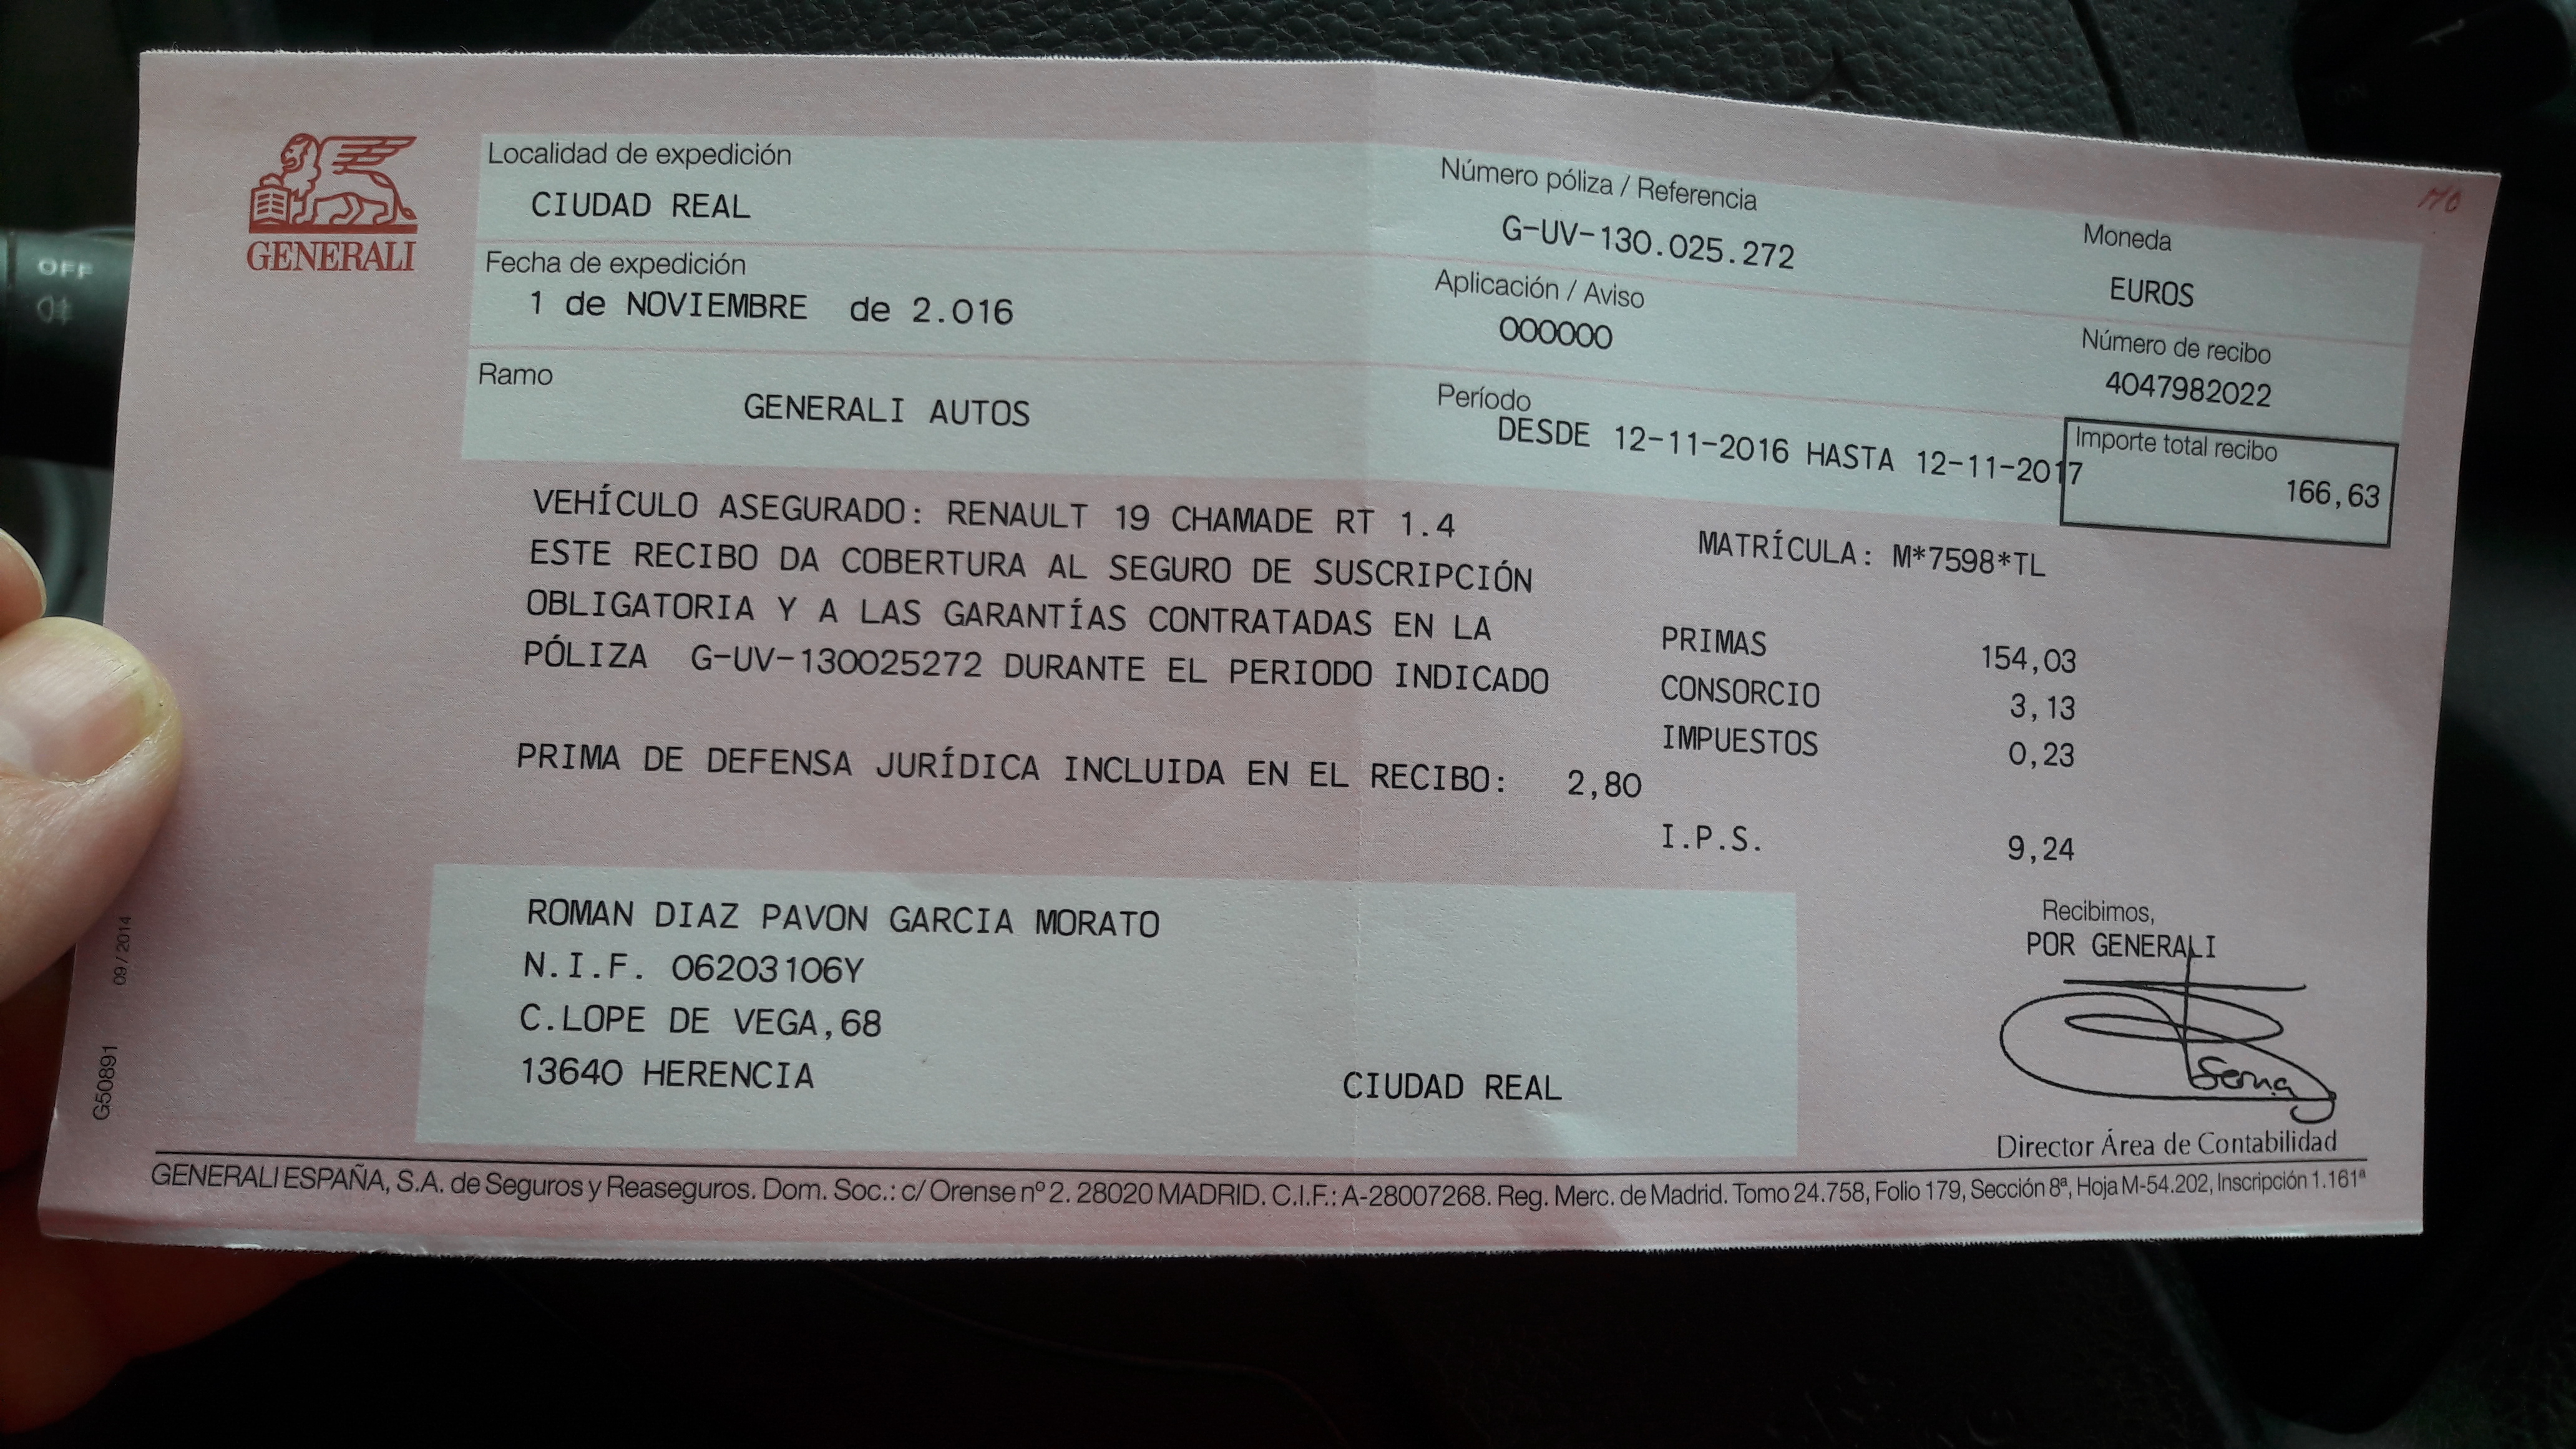 GENERALI
Localidad de expedición
CIUDAD REAL
Fecha de expedición
1 de NOVIEMBRE de 2.016
Ramo
GENERALI AUTOS
Número póliza / Referencia
G-UV-130.025.272
Aplicación / Aviso
000000
Período
DESDE 12-11-2016 HASTA 12-11-2017
Moneda
EUROS
Número de recibo
4047982022
Importe total recibo
166,63
VEHÍCULO ASEGURADO: RENAULT 19 CHAMADE RT 1.4
MATRÍCULA: M*7598*TL
ESTE RECIBO DA COBERTURA AL SEGURO DE SUSCRIPCIÓN
OBLIGATORIA Y A LAS GARANTÍAS CONTRATADAS EN LA
PÓLIZA G-UV-130025272 DURANTE EL PERIODO INDICADO
PRIMA DE DEFENSA JURÍDICA INCLUIDA EN EL RECIBO: 2,80
PRIMAS 154,03
CONSORCIO 3,13
IMPUESTOS 0,23
I.P.S. 9,24
ROMAN DIAZ PAVON GARCIA MORATO
N.I.F. 06203106Y
C.LOPE DE VEGA,68
13640 HERENCIA CIUDAD REAL
Recibimos,
POR GENERALI
Serna
Director Área de Contabilidad
GENERALI ESPAÑA, S.A. de Seguros y Reaseguros. Dom. Soc.: c/ Orense nº 2. 28020 MADRID. C.I.F.: A-28007268. Reg. Merc. de Madrid. Tomo 24.758, Folio 179, Sección 8ª, Hoja M-54.202, Inscripción 1.161ª
G50891 09/2014
OFF